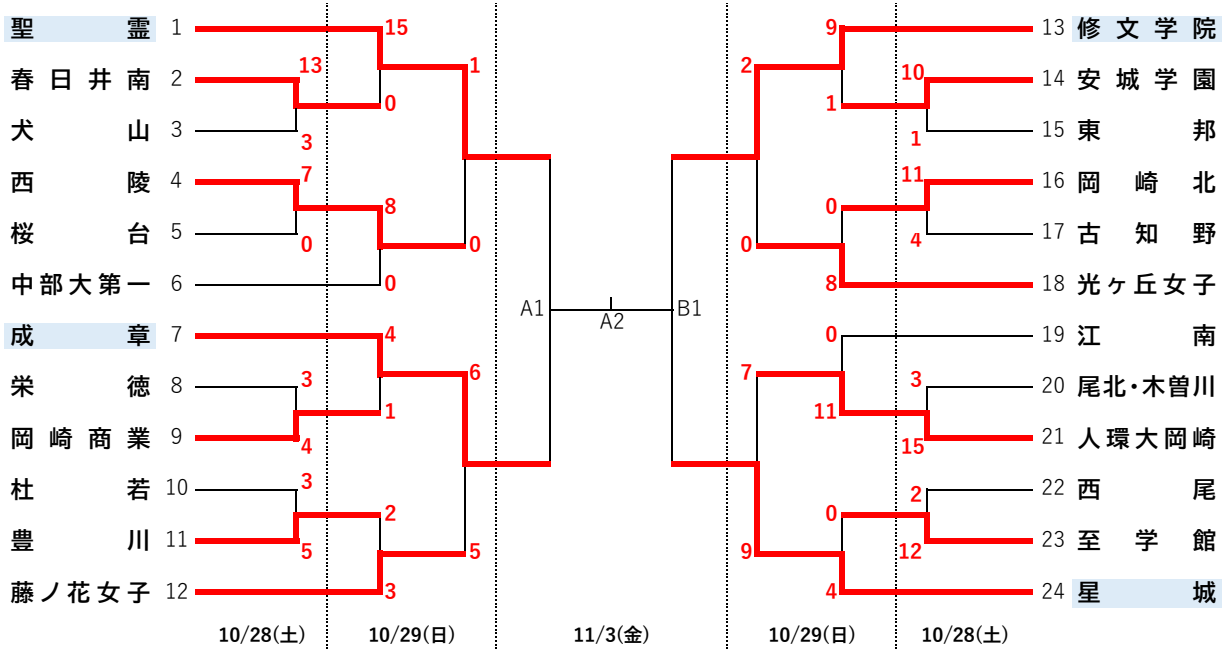 聖霊 1 15 9 13 修文学院
春日井南 2 13 1 2 10 14 安城学園
0 1
犬山 3 3 1 15 東邦
西陵 4 7 11 16 岡崎北
8 0
桜台 5 0 0 0 4 17 古知野
中部大第一 6 0 8 18 光ヶ丘女子
A1 A2 B1
成章 7 4 0 19 江南
栄徳 8 3 6 7 3 20 尾北・木曽川
1 11
岡崎商業 9 4 15 21 人環大岡崎
杜若 10 3 2 22 西尾
2 0
豊川 11 5 5 9 12 23 至学館
藤ノ花女子 12 3 4 24 星城
10/28(土) 10/29(日) 11/3(金) 10/29(日) 10/28(土)